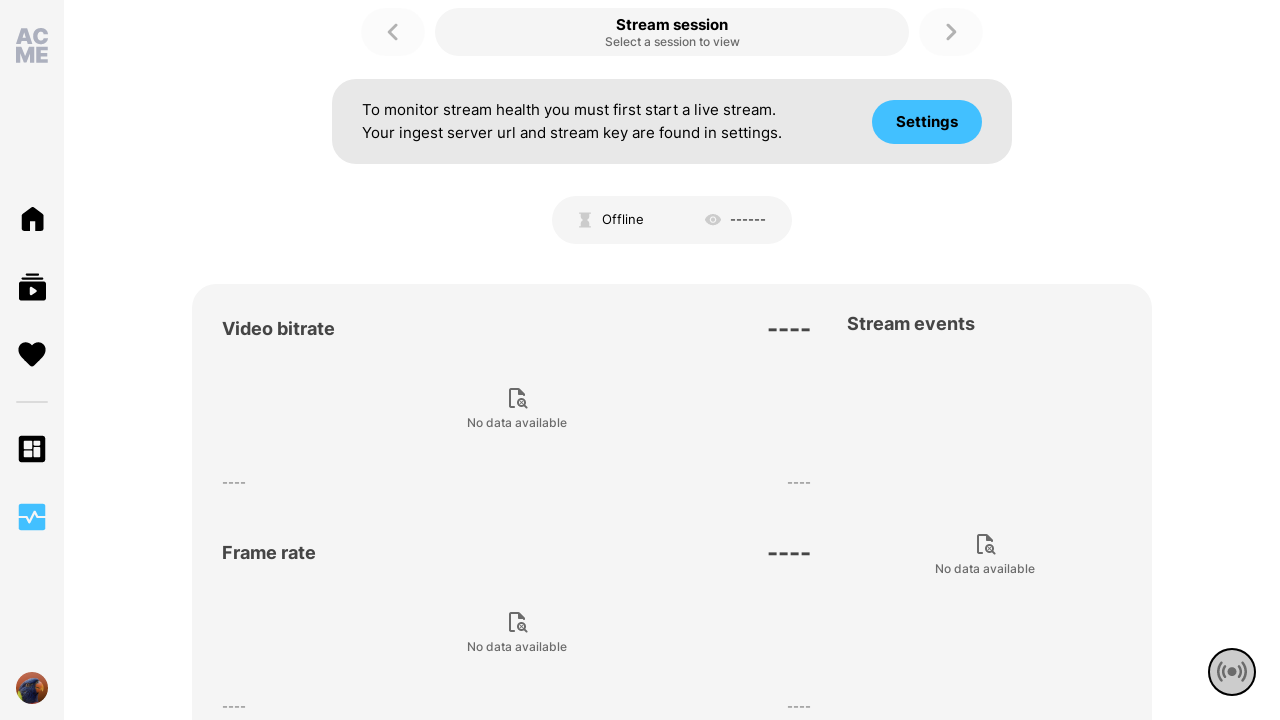 AC
ME
Stream session
Select a session to view
To monitor stream health you must first start a live stream.
Your ingest server url and stream key are found in settings.
Settings
Offline
------
Video bitrate
----
No data available
----
----
Stream events
No data available
Frame rate
----
No data available
----
----